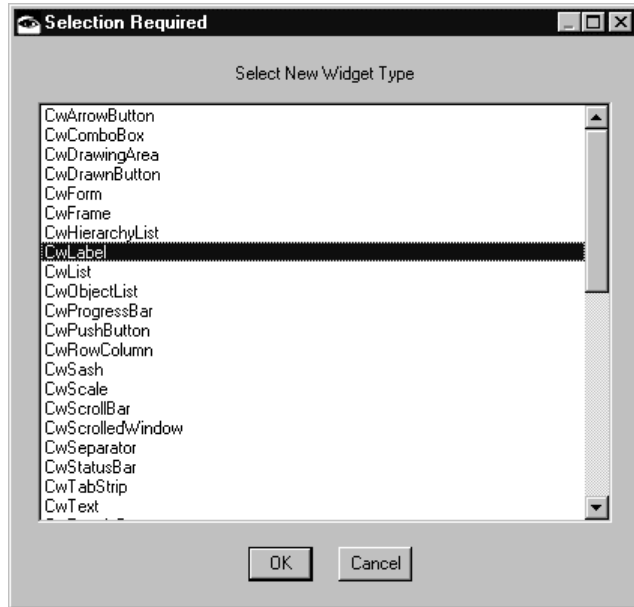 Selection Required
Select New Widget Type
CwArrowButton
CwComboBox
CwDrawingArea
CwDrawnButton
CwForm
CwFrame
CwHierarchyList
CwLabel
CwList
CwObjectList
CwProgressBar
CwPushButton
CwRowColumn
CwSash
CwScale
CwScrollBar
CwScrolledWindow
CwSeparator
CwStatusBar
CwTabStrip
CwText
OK Cancel